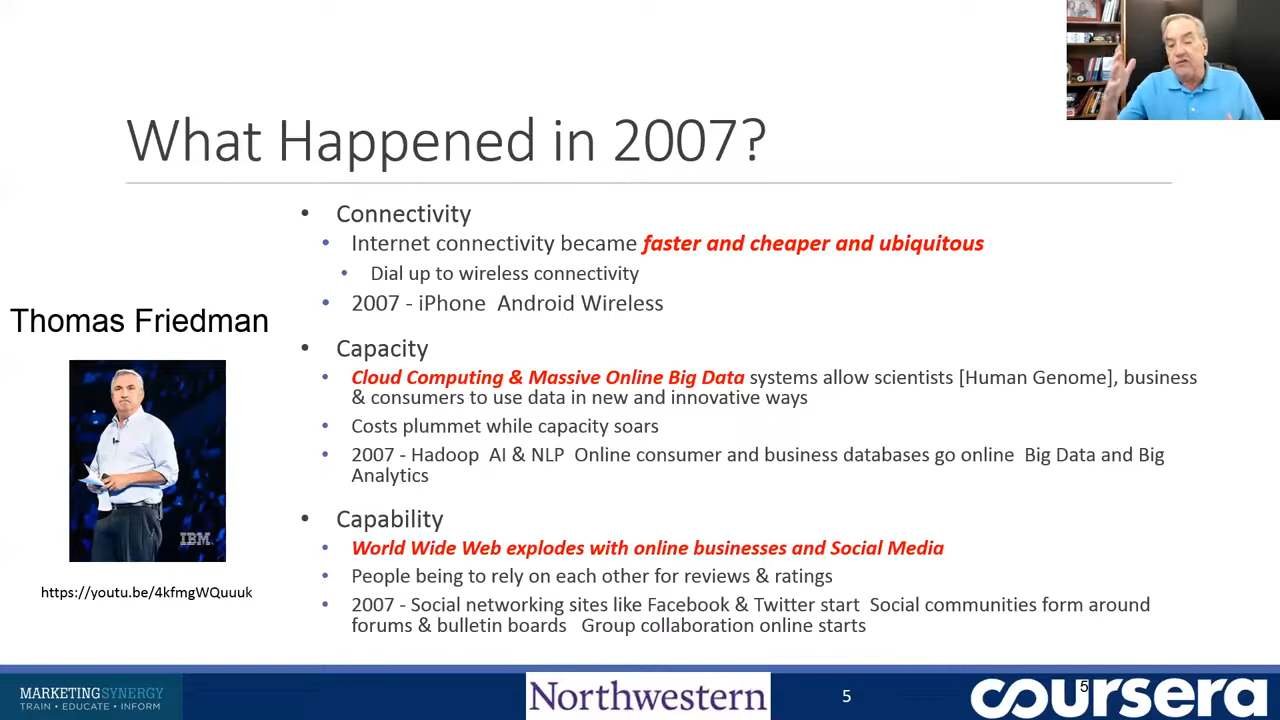 What Happened in 2007?
• Connectivity
• Internet connectivity became faster and cheaper and ubiquitous
• Dial up to wireless connectivity
• 2007 - iPhone Android Wireless
Thomas Friedman
IBM
https://youtu.be/4kfmgWQuuuk
• Capacity
• Cloud Computing & Massive Online Big Data systems allow scientists [Human Genome], business
& consumers to use data in new and innovative ways
• Costs plummet while capacity soars
• 2007 - Hadoop AI & NLP Online consumer and business databases go online Big Data and Big
Analytics
• Capability
• World Wide Web explodes with online businesses and Social Media
• People being to rely on each other for reviews & ratings
• 2007 - Social networking sites like Facebook & Twitter start Social communities form around
forums & bulletin boards Group collaboration online starts
MARKETINGSYNERGY
TRAIN • EDUCATE • INFORM
Northwestern
5
coursera
5